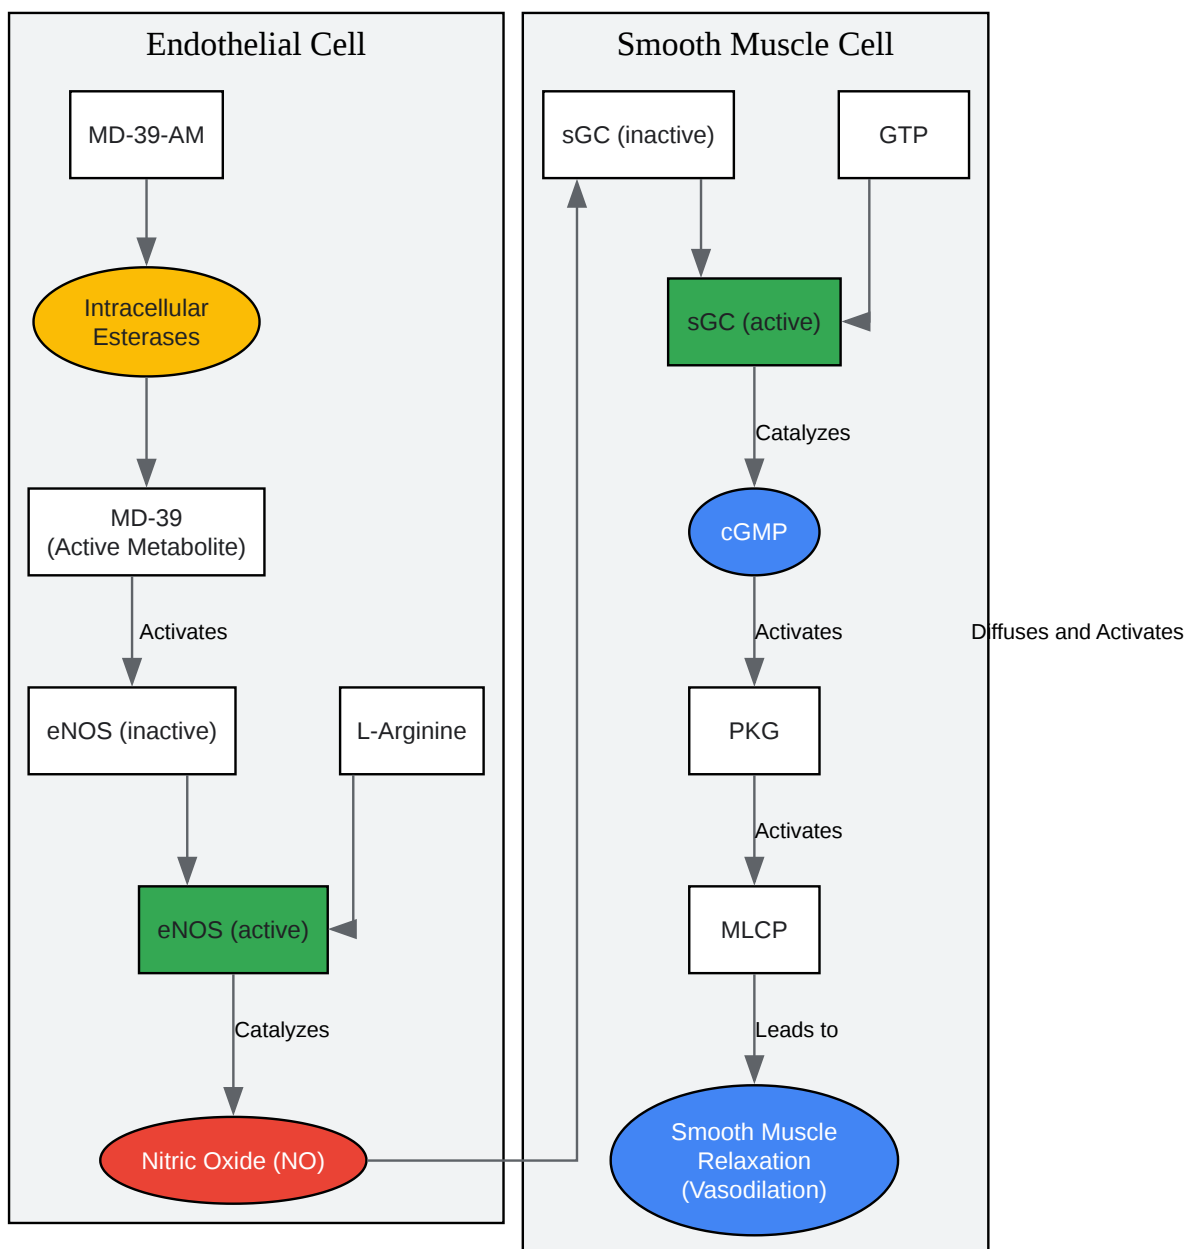 Endothelial Cell
MD-39-AM
Intracellular
Esterases
MD-39
(Active Metabolite)
Activates
eNOS (inactive)
L-Arginine
eNOS (active)
Catalyzes
Nitric Oxide (NO)
Smooth Muscle Cell
sGC (inactive)
GTP
sGC (active)
Catalyzes
cGMP
Activates
Diffuses and Activates
PKG
Activates
MLCP
Leads to
Smooth Muscle
Relaxation
(Vasodilation)